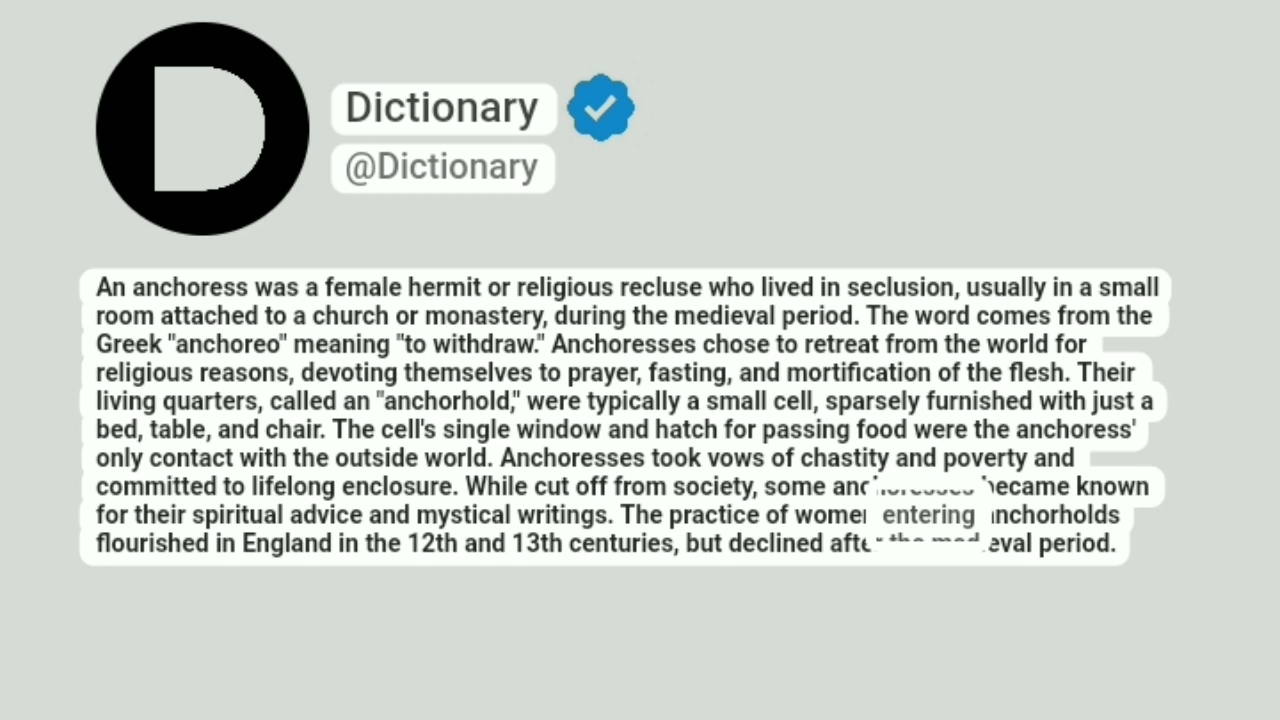 D
Dictionary
@Dictionary
An anchoress was a female hermit or religious recluse who lived in seclusion, usually in a small
room attached to a church or monastery, during the medieval period. The word comes from the
Greek "anchoreo" meaning "to withdraw." Anchoresses chose to retreat from the world for
religious reasons, devoting themselves to prayer, fasting, and mortification of the flesh. Their
living quarters, called an "anchorhold," were typically a small cell, sparsely furnished with just a
bed, table, and chair. The cell's single window and hatch for passing food were the anchoress'
only contact with the outside world. Anchoresses took vows of chastity and poverty and
committed to lifelong enclosure. While cut off from society, some anchoresses became known
for their spiritual advice and mystical writings. The practice of women entering anchorholds
flourished in England in the 12th and 13th centuries, but declined after the medieval period.